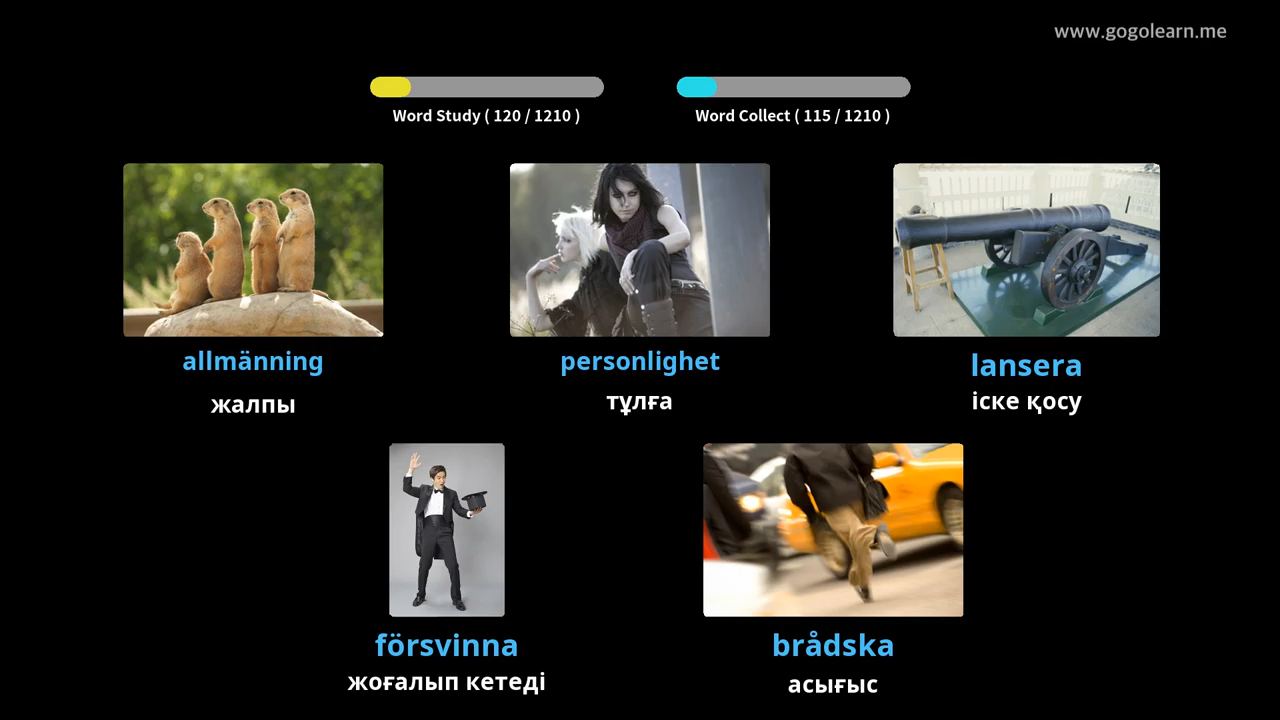 www.gogolearn.me
Word Study ( 120 / 1210 )
Word Collect ( 115 / 1210 )
allmänning
жалпы
personlighet
тұлға
lansera
іске қосу
försvinna
жоғалып кетеді
brådska
асығыс